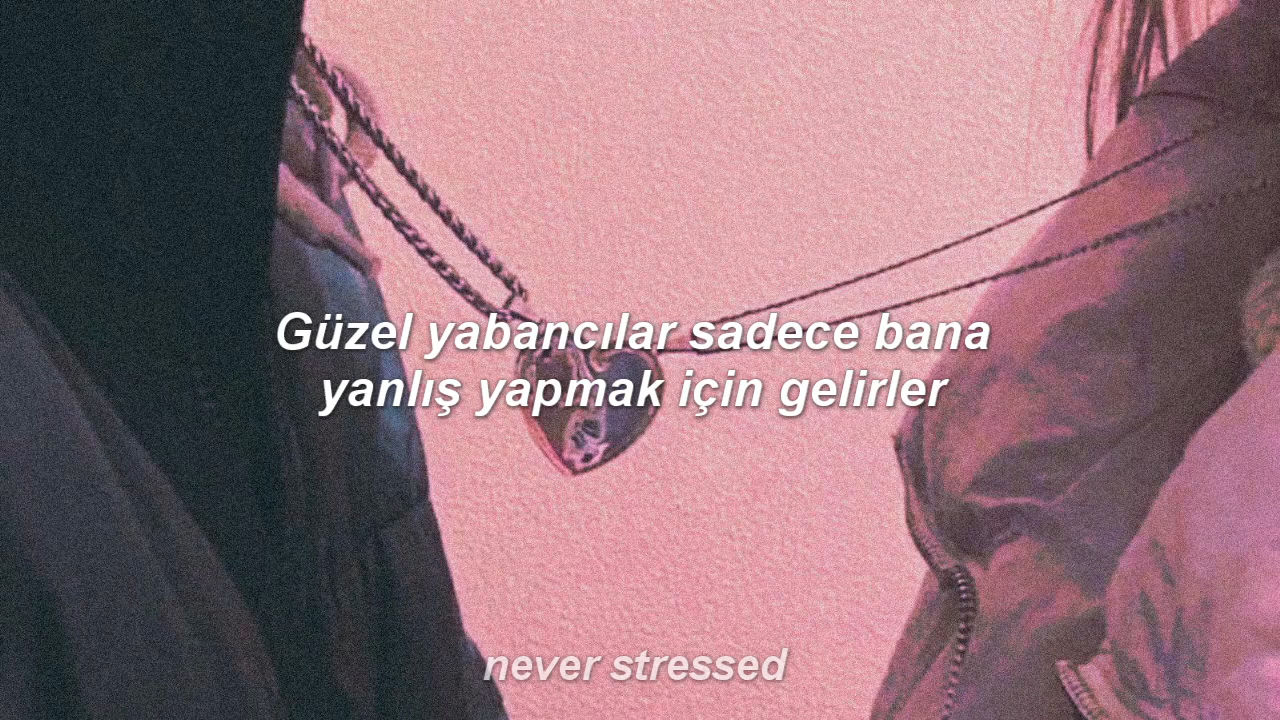 Güzel yabancılar sadece bana
yanlış yapmak için gelirler
never stressed